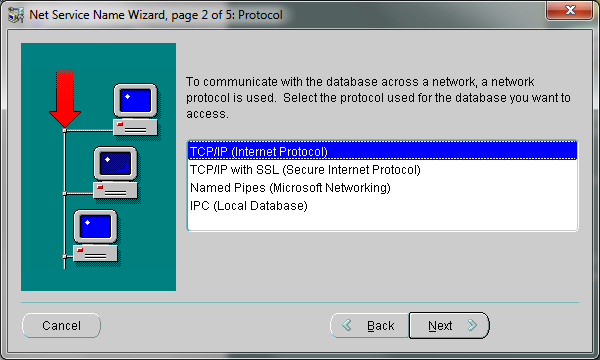 Net Service Name Wizard, page 2 of 5: Protocol
To communicate with the database across a network, a network
protocol is used.  Select the protocol used for the database you want to
access.
TCP/IP (Internet Protocol)
TCP/IP with SSL (Secure Internet Protocol)
Named Pipes (Microsoft Networking)
IPC (Local Database)
Cancel
Back
Next